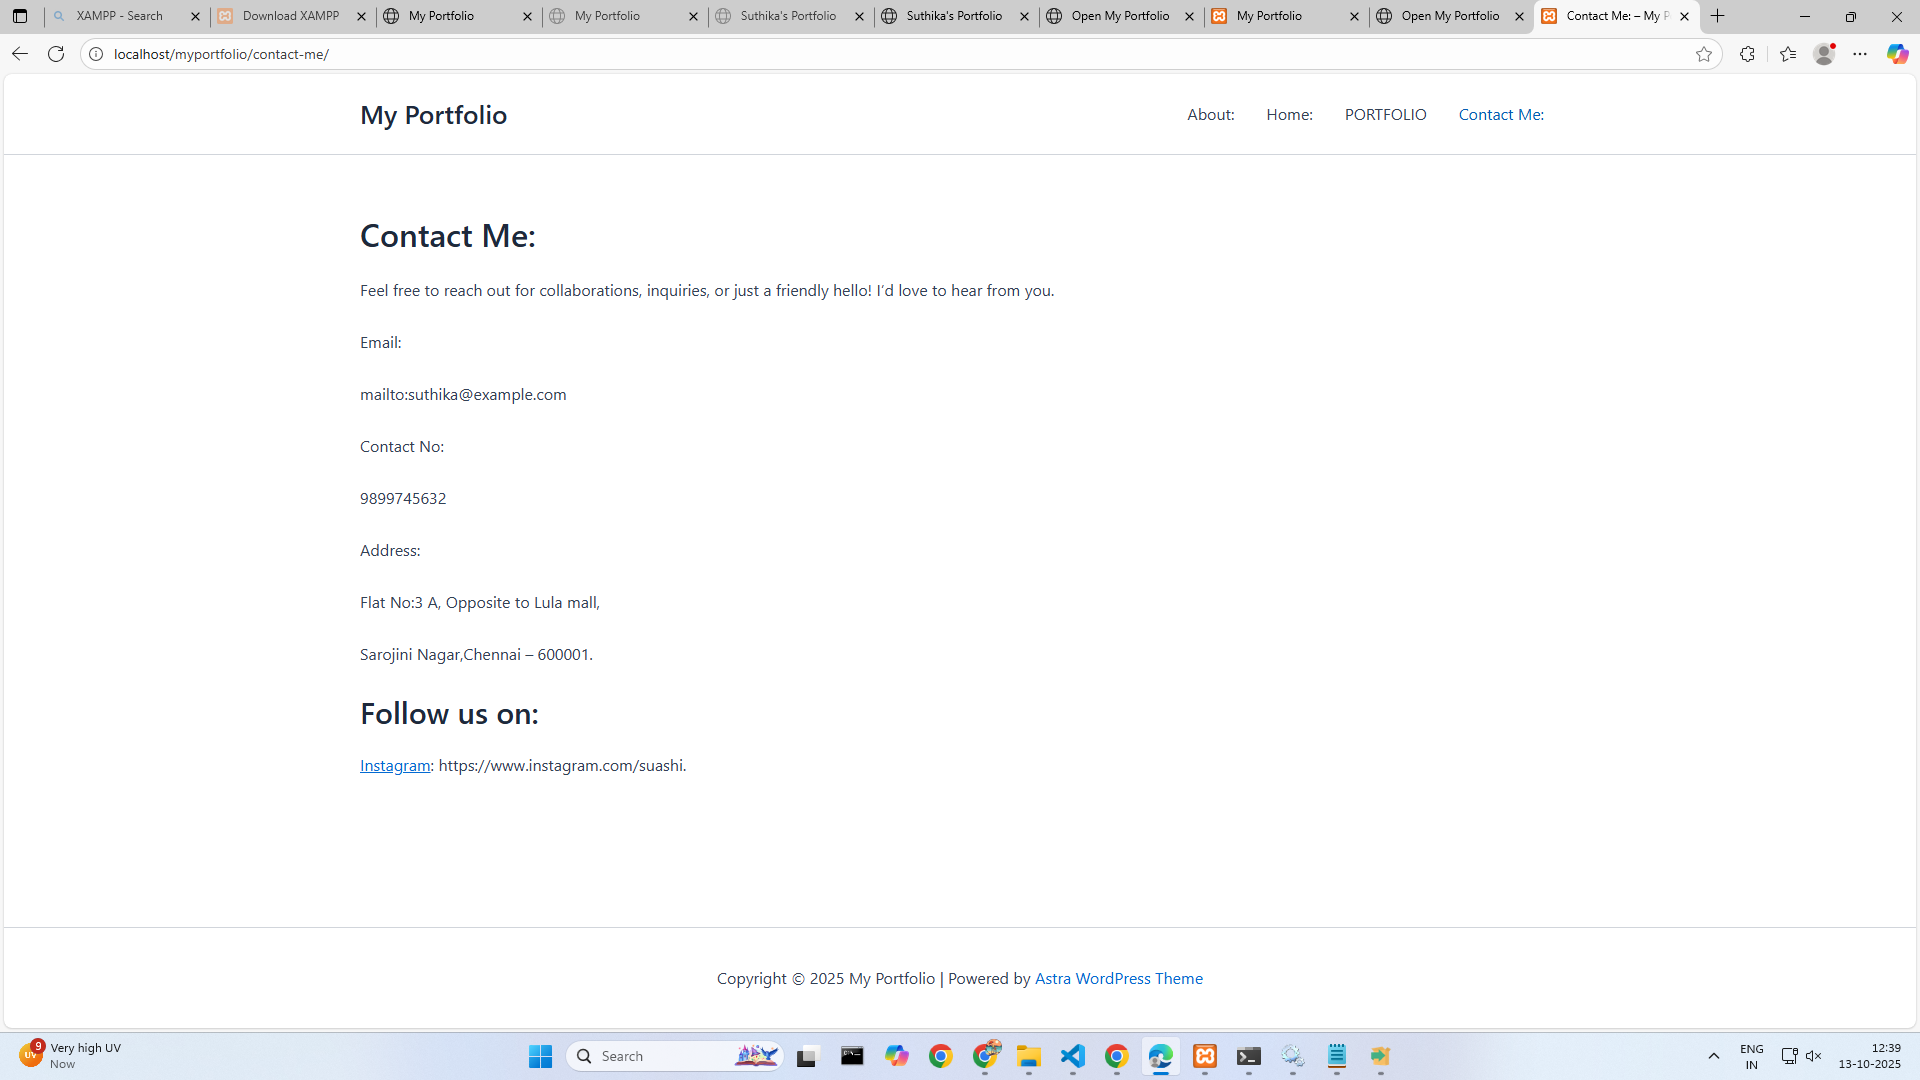 XAMPP - Search
Download XAMPP
My Portfolio
My Portfolio
Suthika's Portfolio
Suthika's Portfolio
Open My Portfolio
My Portfolio
Open My Portfolio
Contact Me: – My P
localhost/myportfolio/contact-me/
My Portfolio
About:
Home:
PORTFOLIO
Contact Me:
Contact Me:
Feel free to reach out for collaborations, inquiries, or just a friendly hello! I’d love to hear from you.
Email:
mailto:suthika@example.com
Contact No:
9899745632
Address:
Flat No:3 A, Opposite to Lula mall,
Sarojini Nagar,Chennai – 600001.
Follow us on:
Instagram: https://www.instagram.com/suashi.
Copyright © 2025 My Portfolio | Powered by Astra WordPress Theme
UV
9
Very high UV
Now
Search
ENG
IN
12:39
13-10-2025